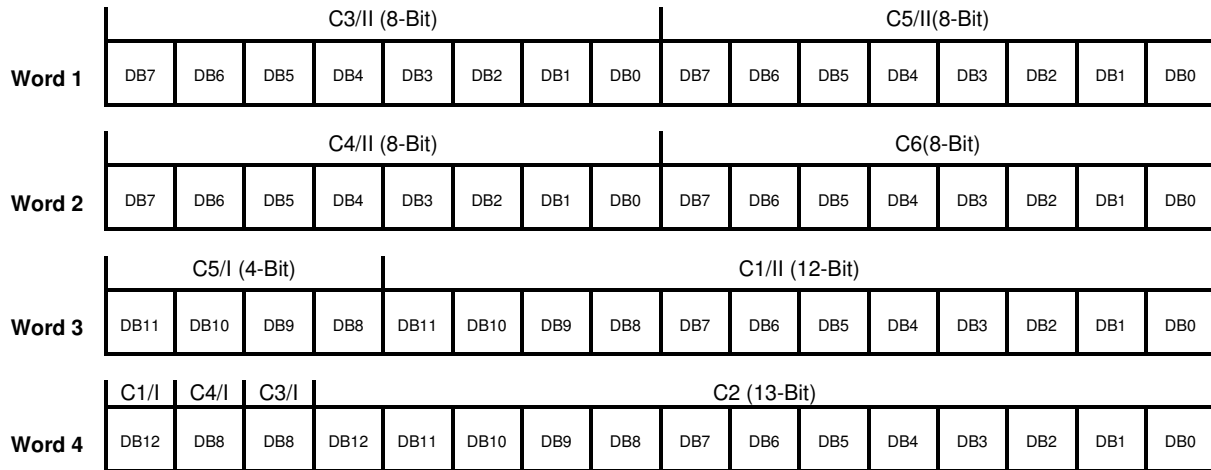 C3/II (8-Bit) C5/II(8-Bit)
Word 1 DB7 DB6 DB5 DB4 DB3 DB2 DB1 DB0 DB7 DB6 DB5 DB4 DB3 DB2 DB1 DB0
C4/II (8-Bit) C6(8-Bit)
Word 2 DB7 DB6 DB5 DB4 DB3 DB2 DB1 DB0 DB7 DB6 DB5 DB4 DB3 DB2 DB1 DB0
C5/I (4-Bit) C1/II (12-Bit)
Word 3 DB11 DB10 DB9 DB8 DB11 DB10 DB9 DB8 DB7 DB6 DB5 DB4 DB3 DB2 DB1 DB0
C1/I C4/I C3/I C2 (13-Bit)
Word 4 DB12 DB8 DB8 DB12 DB11 DB10 DB9 DB8 DB7 DB6 DB5 DB4 DB3 DB2 DB1 DB0